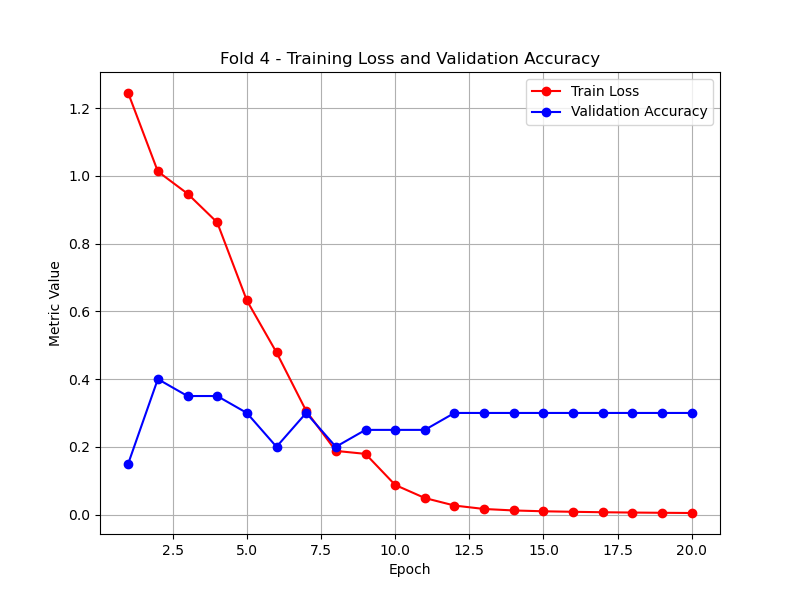 Fold 4 - Training Loss and Validation Accuracy
Train Loss
Validation Accuracy
Metric Value
1.2
1.0
0.8
0.6
0.4
0.2
0.0
2.5 5.0 7.5 10.0 12.5 15.0 17.5 20.0
Epoch